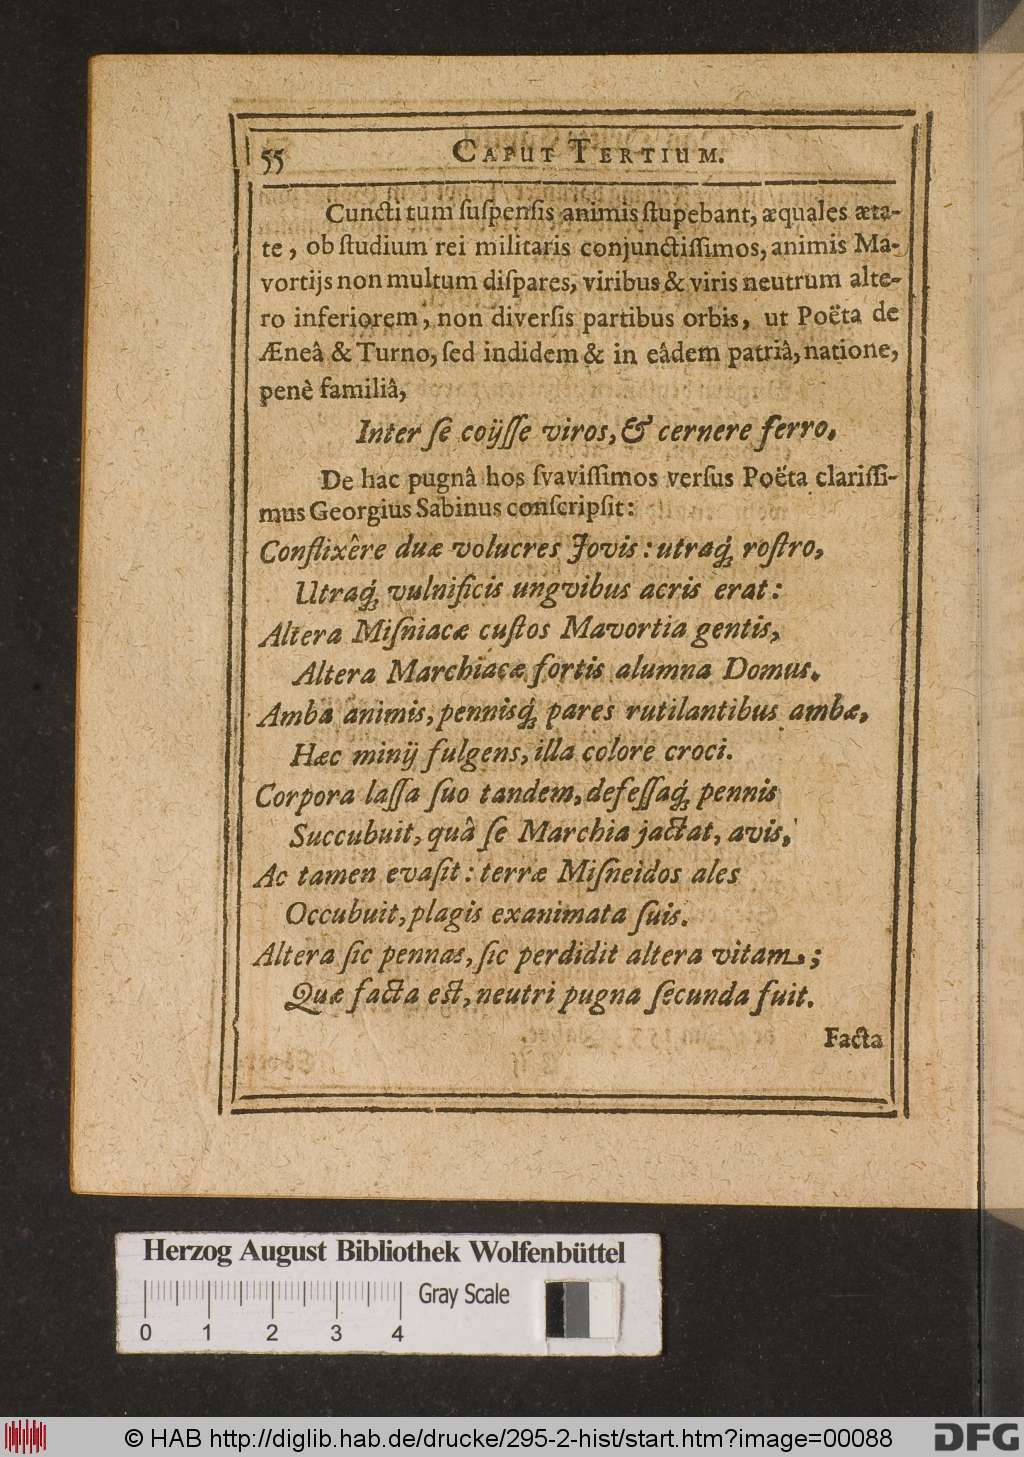 55 CAPUT TERTIUM.
Cuncti tum ſuſpenſis animis ſtupebant, æquales æta-
te, ob ſtudium rei militaris conjunctiſſimos, animis Ma-
vortijs non multum diſpares, viribus & viris neutrum alte-
ro inferiorem, non diverſis partibus orbis, ut Poëta de
Æneâ & Turno, ſed indidem & in eâdem patriâ, natione,
penè familiâ,
Inter ſe coÿſſe viros, & cernere ferro.
De hac pugnâ hos ſvaviſſimos verſus Poëta clariſſi-
mus Georgius Sabinus conſcripſit:
Conflixêre duæ volucres Jovis: utraq́; roſtro,
Utraq́; vulnificis ungvibus acris erat:
Altera Miſniacæ cuſtos Mavortia gentis,
Altera Marchiacæ fortis alumna Domus.
Amba animis, pennisq́; pares rutilantibus ambæ,
Hæc minÿ fulgens, illa colore croci.
Corpora laſſa ſuo tandem, defeſſaq́; pennis
Succubuit, quâ ſe Marchia jactat, avis,
Ac tamen evaſit: terræ Miſneidos ales
Occubuit, plagis exanimata ſuis.
Altera ſic pennas, ſic perdidit altera vitam;
Quæ facta eſt, neutri pugna ſecunda fuit.
Facta
Herzog August Bibliothek Wolfenbüttel
Gray Scale
0 1 2 3 4
© HAB http://diglib.hab.de/drucke/295-2-hist/start.htm?image=00088
DFG